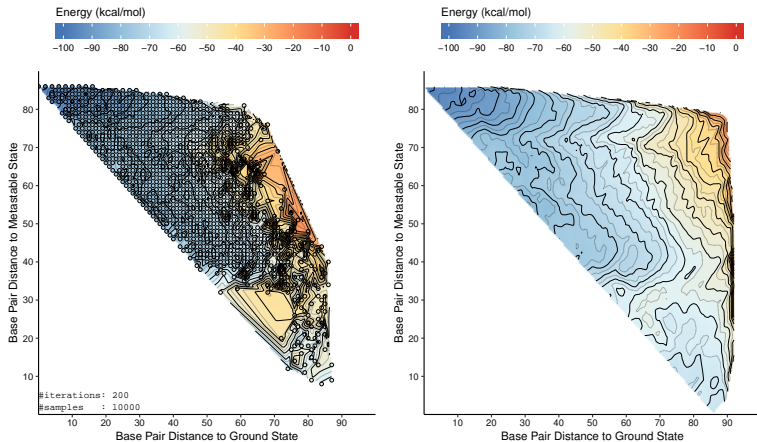 Energy (kcal/mol)
−100 −90 −80 −70 −60 −50 −40 −30 −20 −10 0
Base Pair Distance to Metastable State
80
70
60
50
40
30
20
10
#iterations: 200
#samples : 10000
10 20 30 40 50 60 70 80 90
Base Pair Distance to Ground State
Energy (kcal/mol)
−100 −90 −80 −70 −60 −50 −40 −30 −20 −10 0
Base Pair Distance to Metastable State
80
70
60
50
40
30
20
10
10 20 30 40 50 60 70 80 90
Base Pair Distance to Ground State